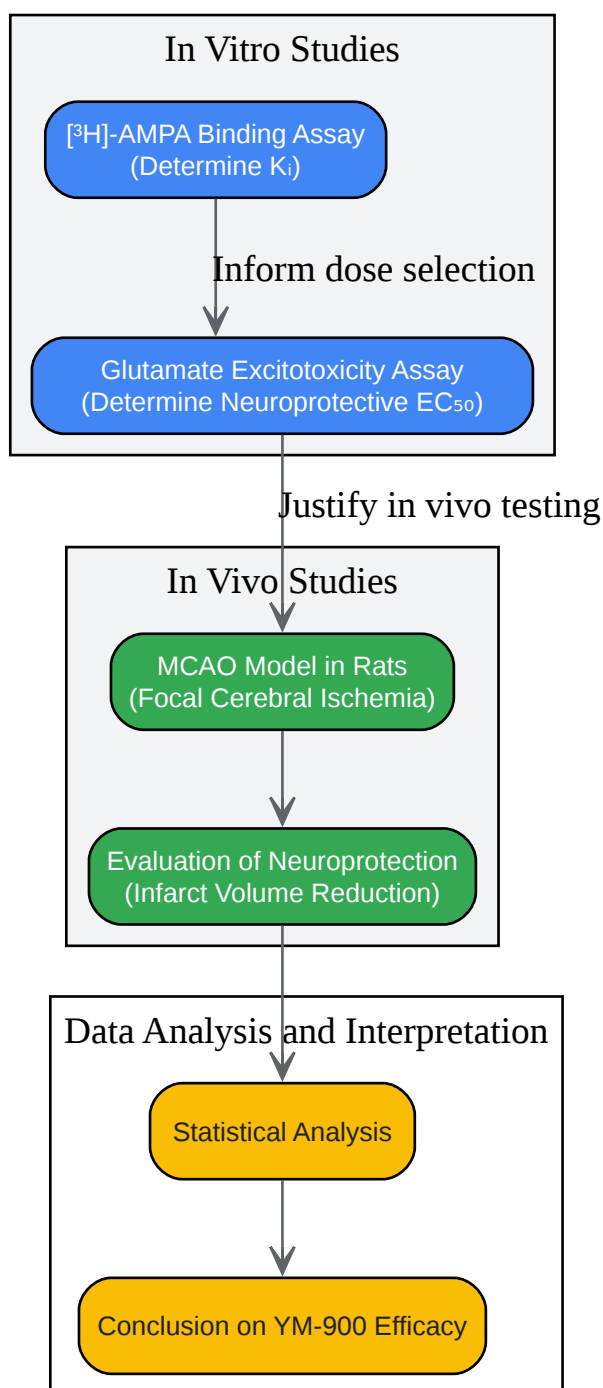 In Vitro Studies
[³H]-AMPA Binding Assay
(Determine Kᵢ)
Inform dose selection
Glutamate Excitotoxicity Assay
(Determine Neuroprotective EC₅₀)
Justify in vivo testing
In Vivo Studies
MCAO Model in Rats
(Focal Cerebral Ischemia)
Evaluation of Neuroprotection
(Infarct Volume Reduction)
Data Analysis and Interpretation
Statistical Analysis
Conclusion on YM-900 Efficacy